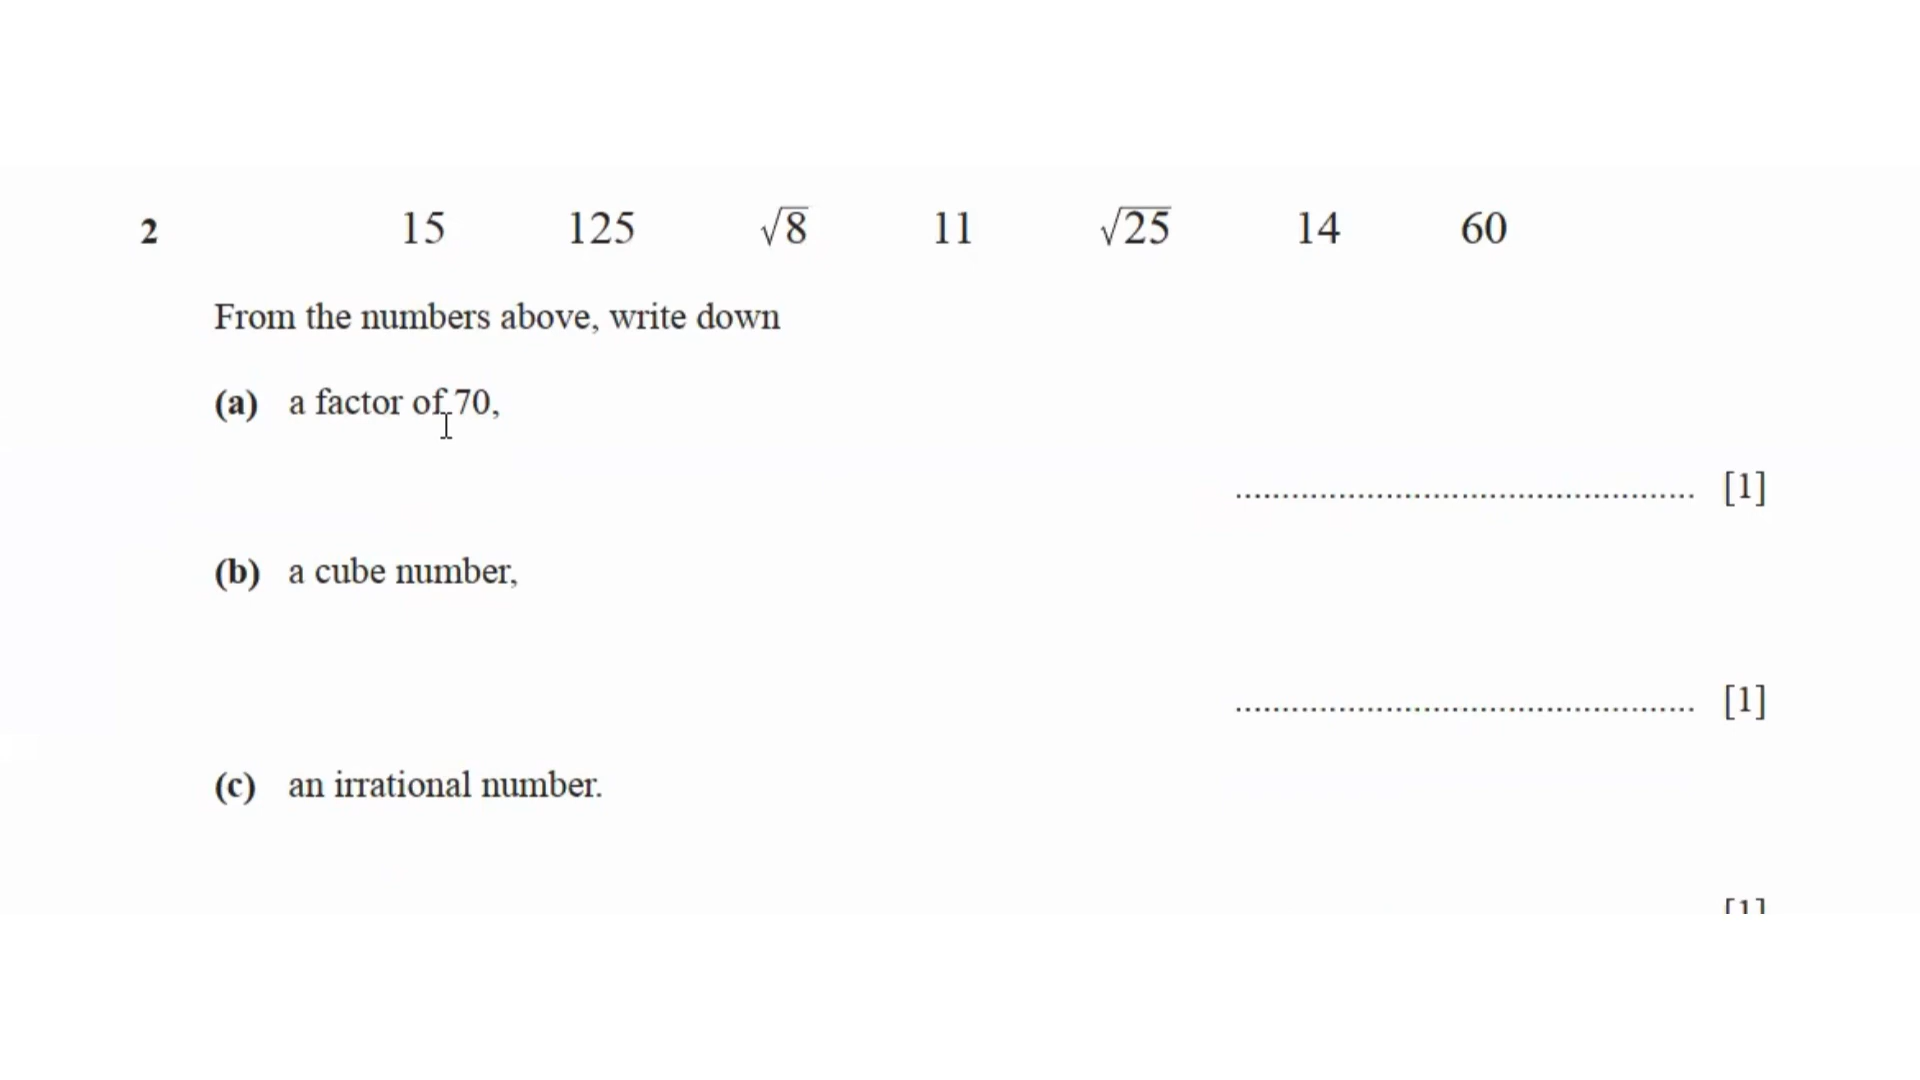 2 15 125 √8 11 √25 14 60
From the numbers above, write down
(a) a factor of 70,
................................................ [1]
(b) a cube number,
................................................ [1]
(c) an irrational number.
[1]